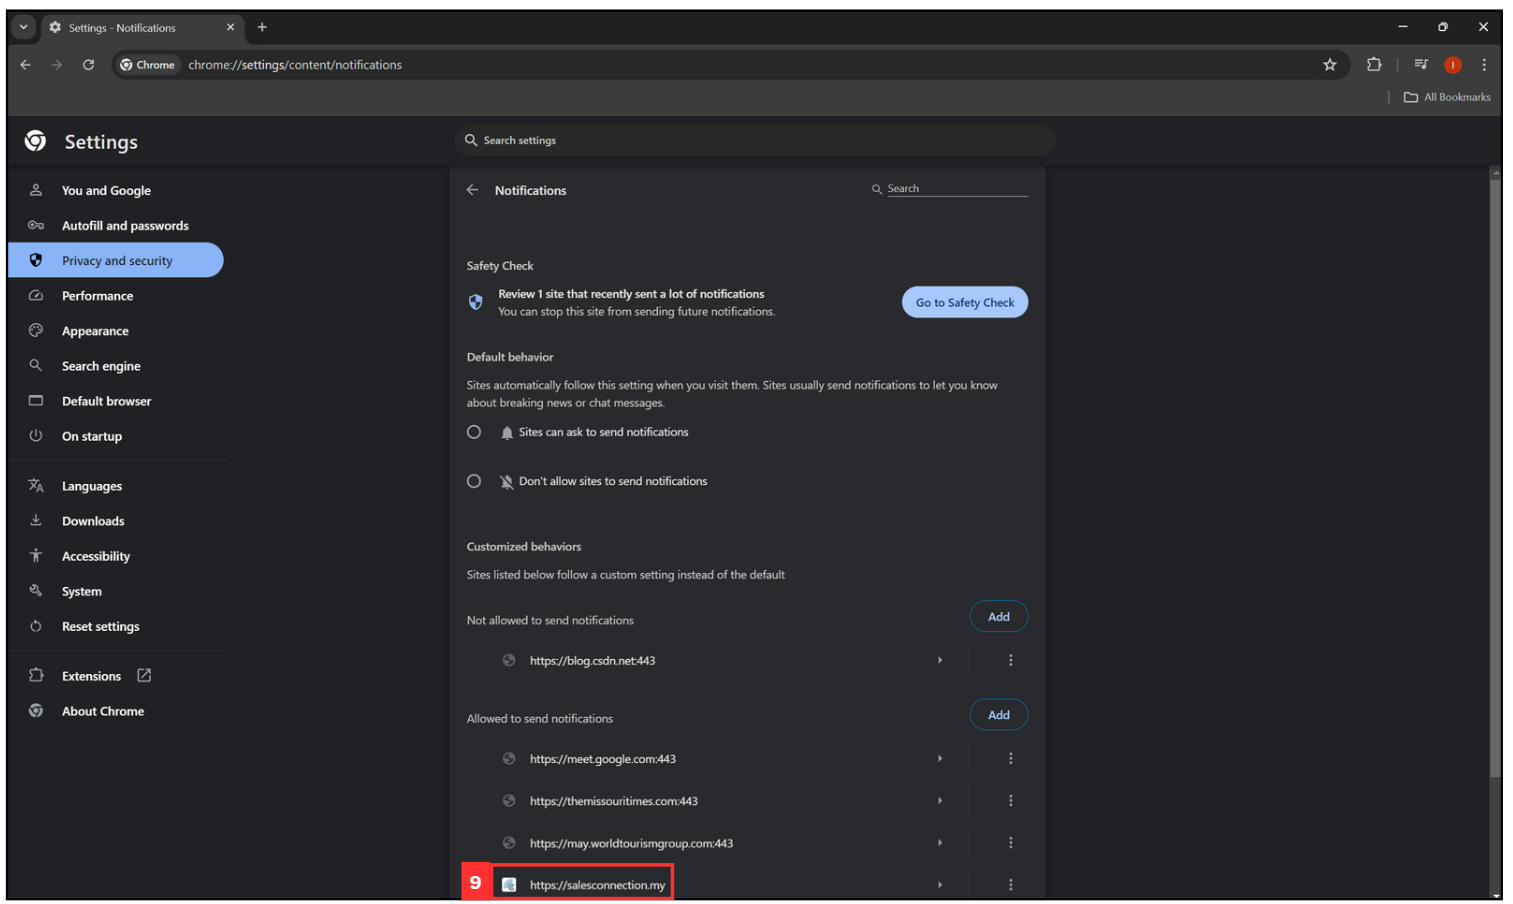 Settings - Notifications
Chrome chrome://settings/content/notifications
I
All Bookmarks
Settings
Search settings
You and Google
Autofill and passwords
Privacy and security
Performance
Appearance
Search engine
Default browser
On startup
Languages
Downloads
Accessibility
System
Reset settings
Extensions
About Chrome
Notifications
Search
Safety Check
Review 1 site that recently sent a lot of notifications
You can stop this site from sending future notifications.
Go to Safety Check
Default behavior
Sites automatically follow this setting when you visit them. Sites usually send notifications to let you know
about breaking news or chat messages.
Sites can ask to send notifications
Don't allow sites to send notifications
Customized behaviors
Sites listed below follow a custom setting instead of the default
Not allowed to send notifications
Add
https://blog.csdn.net:443
Allowed to send notifications
Add
https://meet.google.com:443
https://themissouritimes.com:443
https://may.worldtourismgroup.com:443
9 https://salesconnection.my